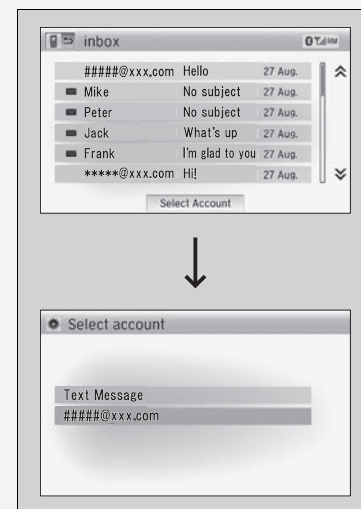 inbox
#####@xxx.com Hello 27 Aug.
Mike No subject 27 Aug.
Peter No subject 27 Aug.
Jack What's up 27 Aug.
Frank I'm glad to you 27 Aug.
*****@xxx.com Hi! 27 Aug.
Select Account
Select account
Text Message
#####@xxx.com